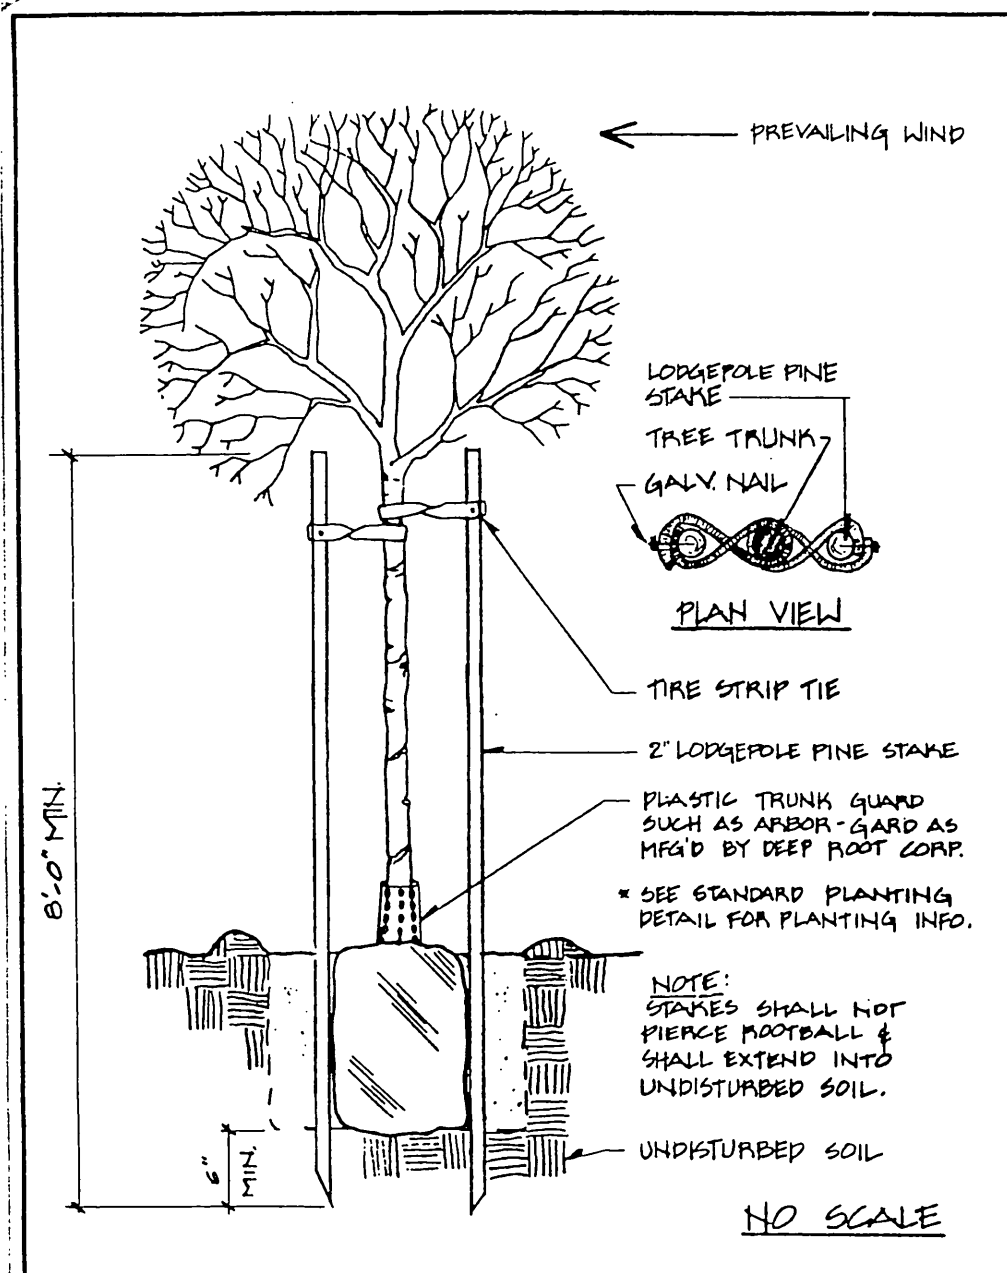 PREVAILING WIND
LODGEPOLE PINE
STAKE
TREE TRUNK
GALV. NAIL
PLAN VIEW
TIRE STRIP TIE
2" LODGEPOLE PINE STAKE
PLASTIC TRUNK GUARD
SUCH AS ARBOR-GARD AS
MFG'D BY DEEP ROOT CORP.
* SEE STANDARD PLANTING
DETAIL FOR PLANTING INFO.
8'-0" MIN.
NOTE:
STAKES SHALL NOT
PIERCE ROOTBALL &
SHALL EXTEND INTO
UNDISTURBED SOIL.
UNDISTURBED SOIL
6"
MIN.
NO SCALE